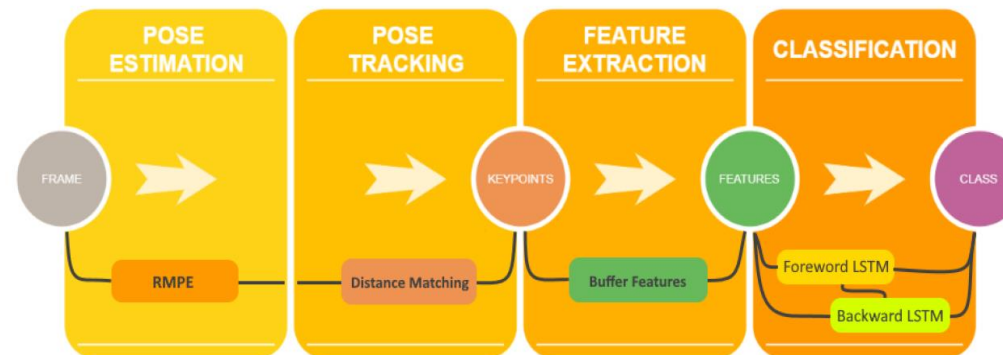 POSE
ESTIMATION
POSE
TRACKING
FEATURE
EXTRACTION
CLASSIFICATION
FRAME
KEYPOINTS
FEATURES
CLASS
RMPE
Distance Matching
Buffer Features
Foreword LSTM
Backward LSTM